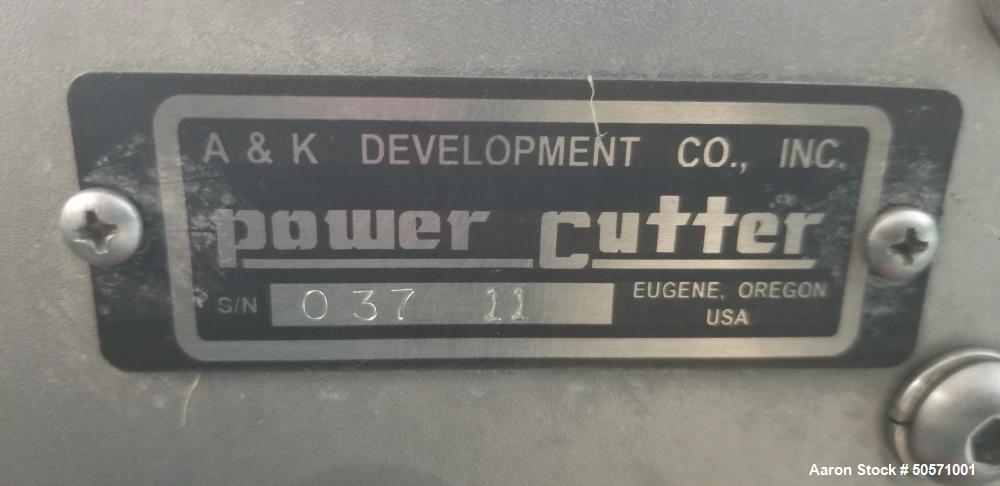 A & K DEVELOPMENT CO., INC.
power cutter
S/N 037 11
EUGENE, OREGON
USA
Aaron Stock # 50571001